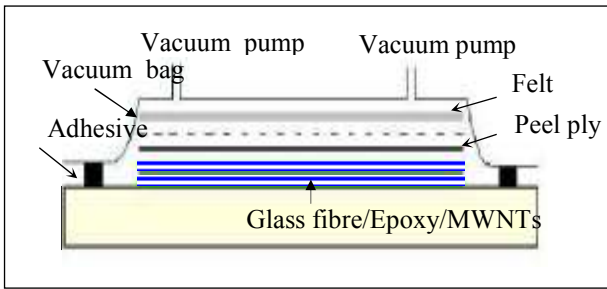 Vacuum pump
Vacuum pump
Vacuum bag
Felt
Adhesive
Peel ply
Glass fibre/Epoxy/MWNTs